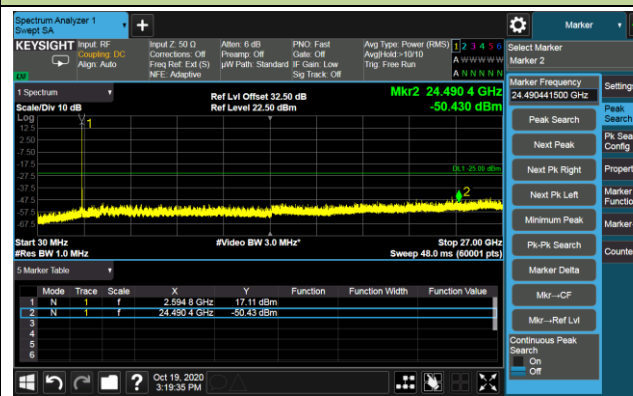 Spectrum Analyzer 1
Swept SA
Marker
KEYSIGHT Input: RF Input Z: 50 Ω Atten: 6 dB PNO: Fast Avg Type: Power (RMS) 1 2 3 4 5 6
Coupling: DC Corrections: Off Preamp: Off Gate: Off Avg|Hold:>10/10 A W W W W W
Align: Auto Freq Ref: Ext (S) µW Path: Standard IF Gain: Low Trig: Free Run
NFE: Adaptive Sig Track: Off A N N N N N
LVI
Select Marker
Marker 2
1 Spectrum Ref Lvl Offset 32.50 dB Mkr2 24.490 4 GHz
Scale/Div 10 dB Ref Level 22.50 dBm -50.430 dBm
Log
12.5
2.50
-7.50
-17.5
-27.5
-37.5
-47.5
-57.5
-67.5
1
DL1 -25.00 dBm
2
Start 30 MHz #Video BW 3.0 MHz* Stop 27.00 GHz
#Res BW 1.0 MHz Sweep 48.0 ms (60001 pts)
5 Marker Table
Mode Trace Scale X Y Function Function Width Function Value
1 N 1 f 2.594 8 GHz 17.11 dBm
2 N 1 f 24.490 4 GHz -50.43 dBm
3
4
5
6
Oct 19, 2020
3:19:35 PM
Marker Frequency
24.490441500 GHz
Peak Search
Next Peak
Next Pk Right
Next Pk Left
Minimum Peak
Pk-Pk Search
Marker Delta
Mkr→CF
Mkr→Ref Lvl
Continuous Peak
Search
On
Off
Peak
Search
Config
Marker